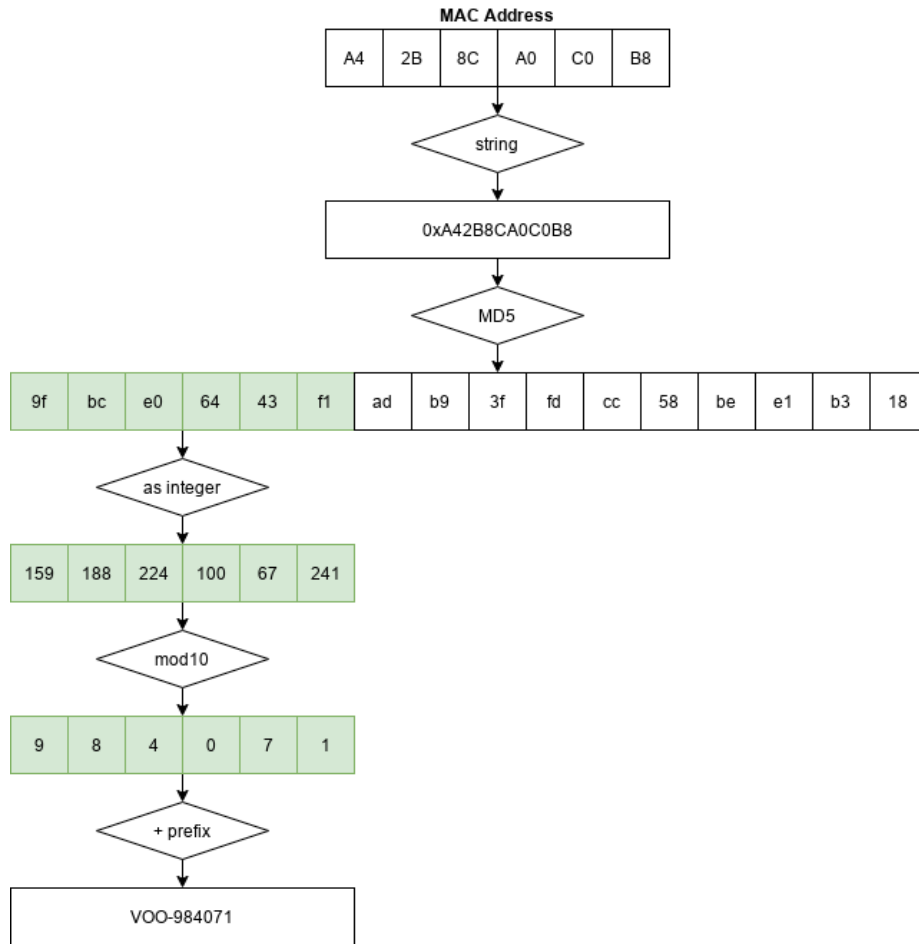 MAC Address
A4 2B 8C A0 C0 B8
string
0xA42B8CA0C0B8
MD5
9f bc e0 64 43 f1 ad b9 3f fd cc 58 be e1 b3 18
as integer
159 188 224 100 67 241
mod10
9 8 4 0 7 1
+ prefix
VOO-984071